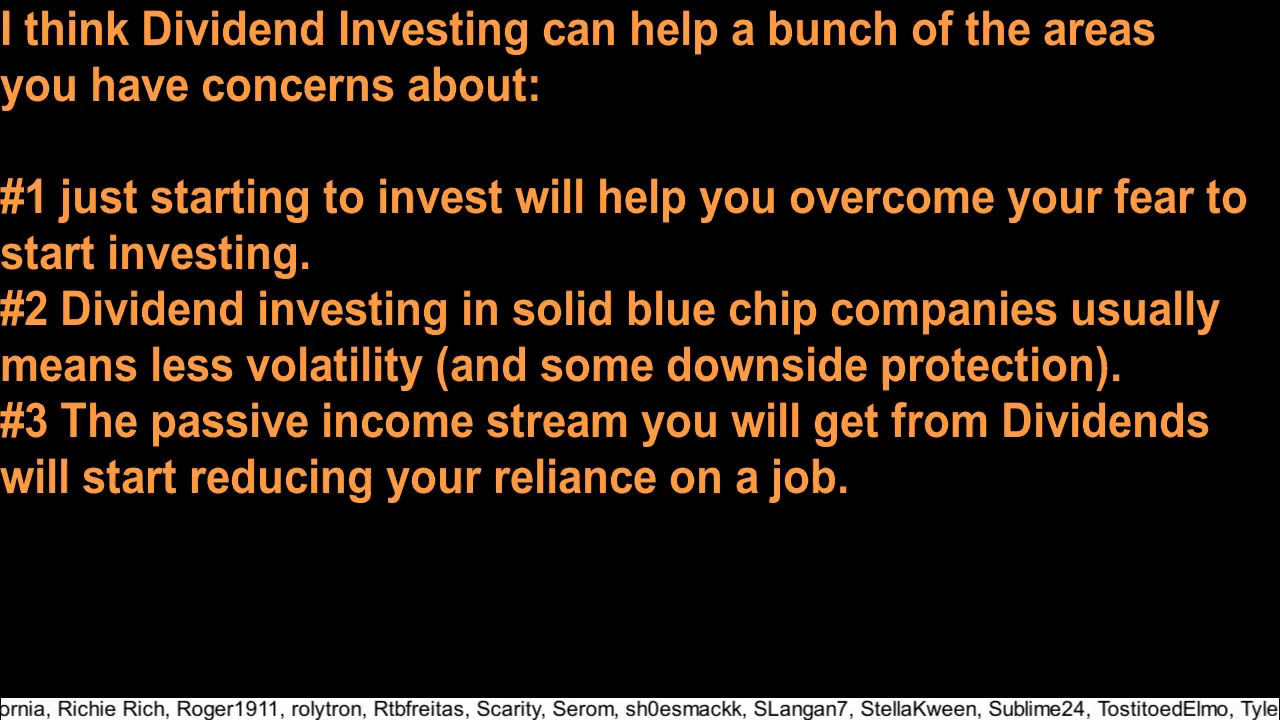 I think Dividend Investing can help a bunch of the areas
you have concerns about:
#1 just starting to invest will help you overcome your fear to
start investing.
#2 Dividend investing in solid blue chip companies usually
means less volatility (and some downside protection).
#3 The passive income stream you will get from Dividends
will start reducing your reliance on a job.
ornia, Richie Rich, Roger1911, rolytron, Rtbfreitas, Scarity, Serom, sh0esmackk, SLangan7, StellaKween, Sublime24, TostitoedElmo, Tyle